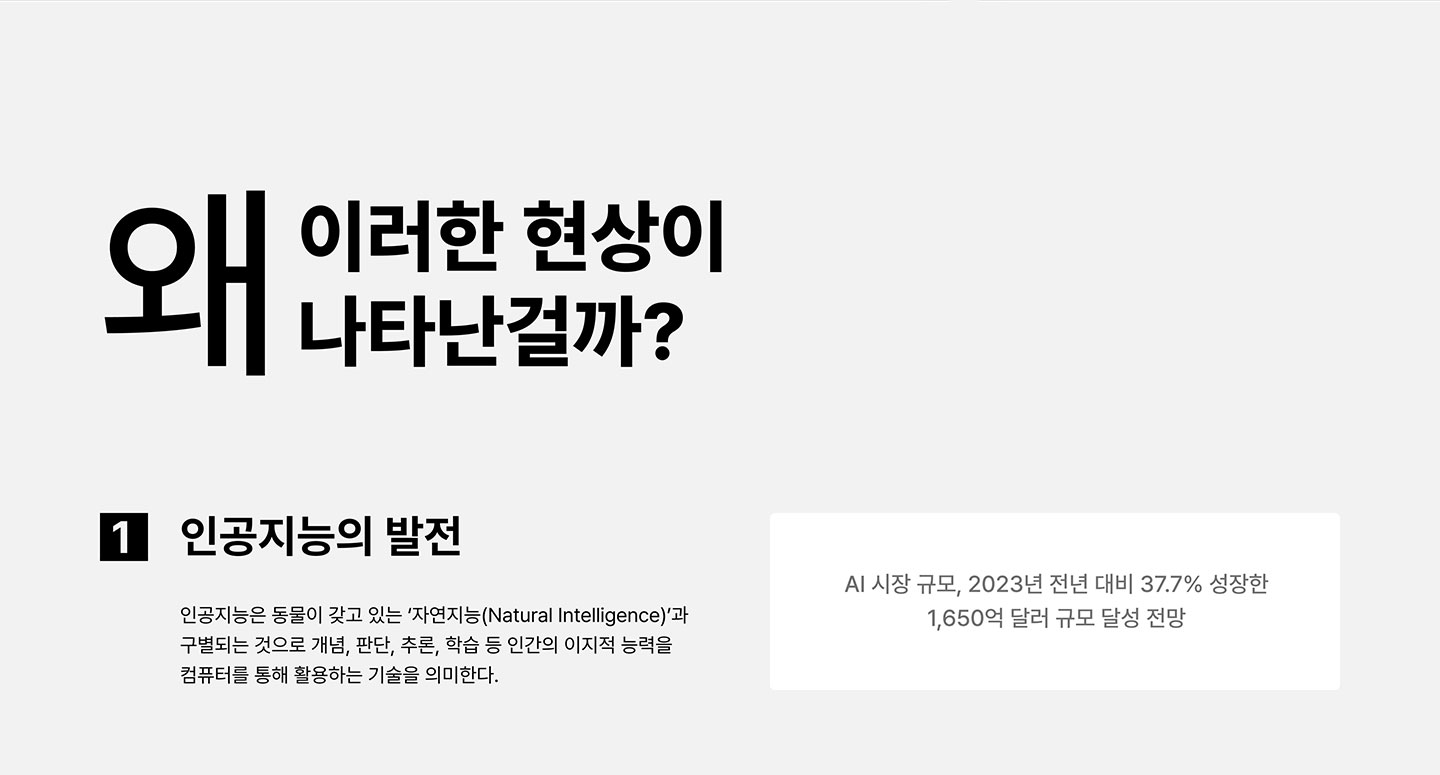 왜 이러한 현상이
나타난걸까?
1 인공지능의 발전
인공지능은 동물이 갖고 있는 ‘자연지능(Natural Intelligence)’과
구별되는 것으로 개념, 판단, 추론, 학습 등 인간의 이지적 능력을
컴퓨터를 통해 활용하는 기술을 의미한다.
AI 시장 규모, 2023년 전년 대비 37.7% 성장한
1,650억 달러 규모 달성 전망